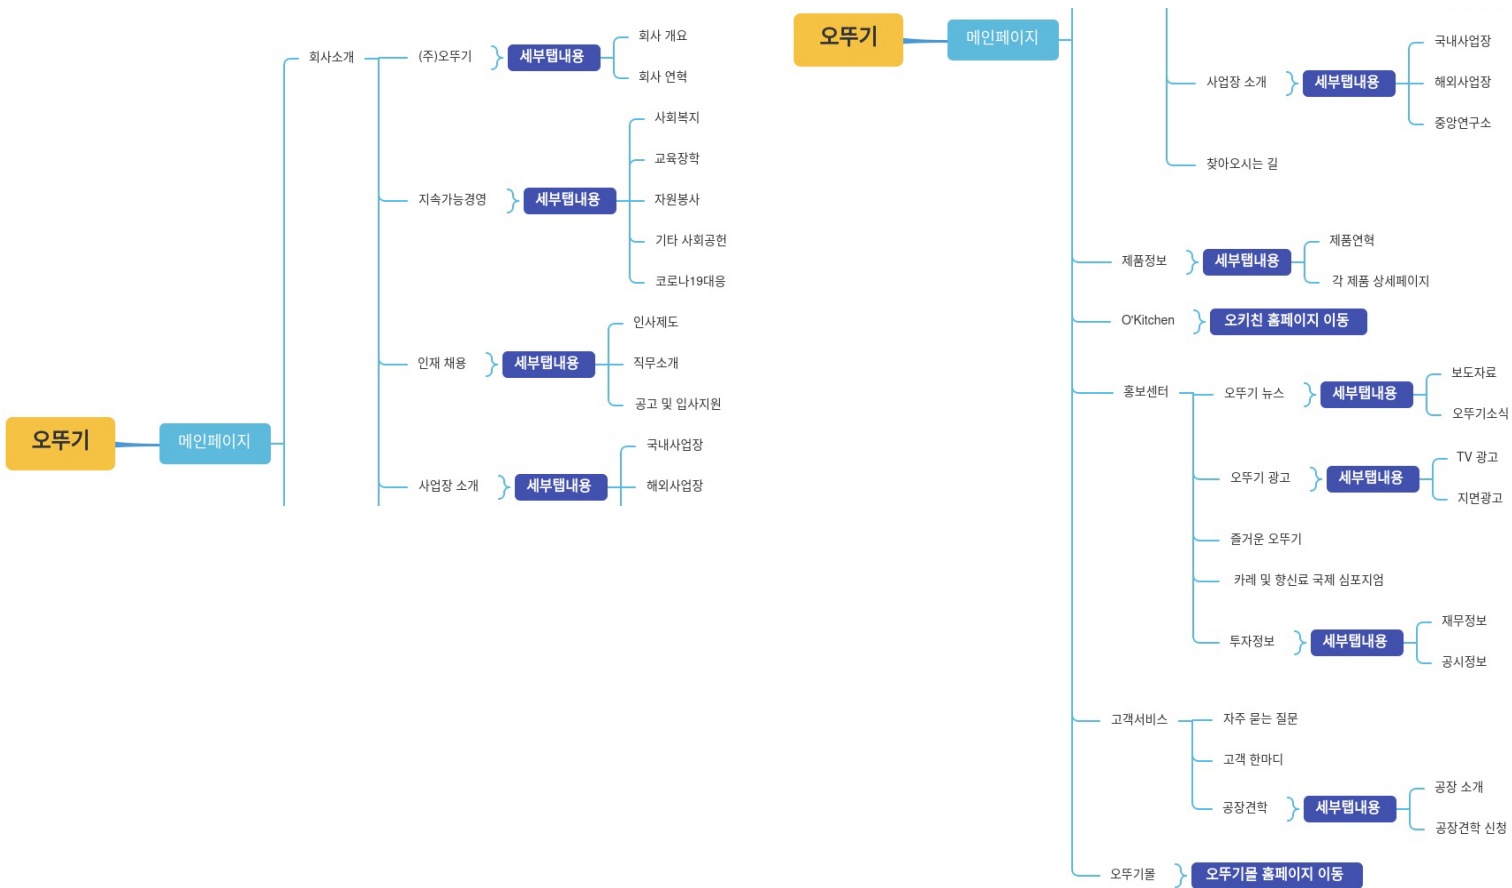 오뚜기
메인페이지
회사소개
(주)오뚜기
세부탭내용
회사 개요
회사 연혁
지속가능경영
세부탭내용
사회복지
교육장학
자원봉사
기타 사회공헌
코로나19대응
인재 채용
세부탭내용
인사제도
직무소개
공고 및 입사지원
사업장 소개
세부탭내용
국내사업장
해외사업장
오뚜기
메인페이지
사업장 소개
세부탭내용
국내사업장
해외사업장
중앙연구소
찾아오시는 길
제품정보
세부탭내용
제품연혁
각 제품 상세페이지
O'Kitchen
오키친 홈페이지 이동
홍보센터
오뚜기 뉴스
세부탭내용
보도자료
오뚜기소식
오뚜기 광고
세부탭내용
TV 광고
지면광고
즐거운 오뚜기
카레 및 향신료 국제 심포지엄
투자정보
세부탭내용
재무정보
공시정보
고객서비스
자주 묻는 질문
고객 한마디
공장견학
세부탭내용
공장 소개
공장견학 신청
오뚜기몰
오뚜기몰 홈페이지 이동